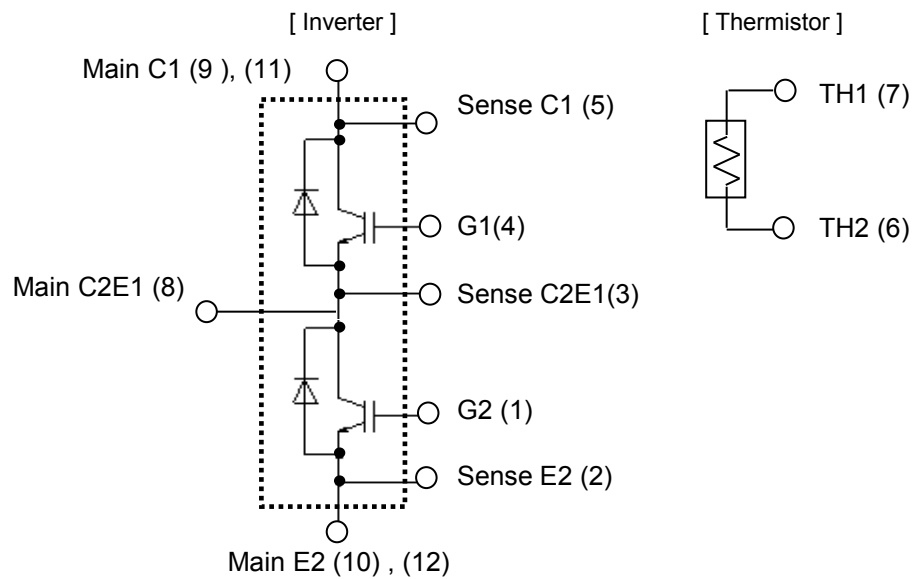 [ Inverter ]
[ Thermistor ]
Main C1 (9 ), (11)
Sense C1 (5)
TH1 (7)
G1(4)
TH2 (6)
Main C2E1 (8)
Sense C2E1(3)
G2 (1)
Sense E2 (2)
Main E2 (10) , (12)